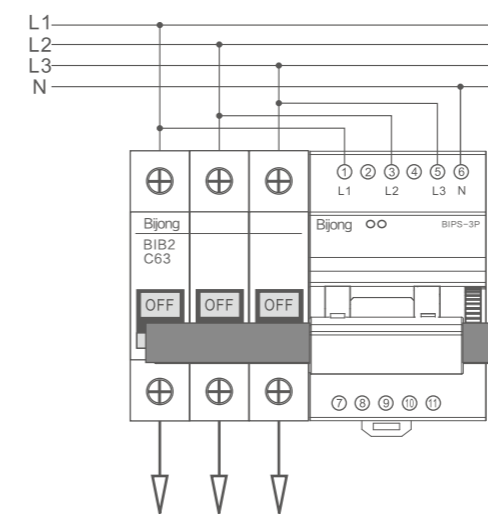 L1
L2
L3
N
① ② ③ ④ ⑤ ⑥
L1 L2 L3 N
Bijong
BIB2
C63
Bijong BIPS-3P
OFF OFF OFF
⑦ ⑧ ⑨ ⑩ ⑪